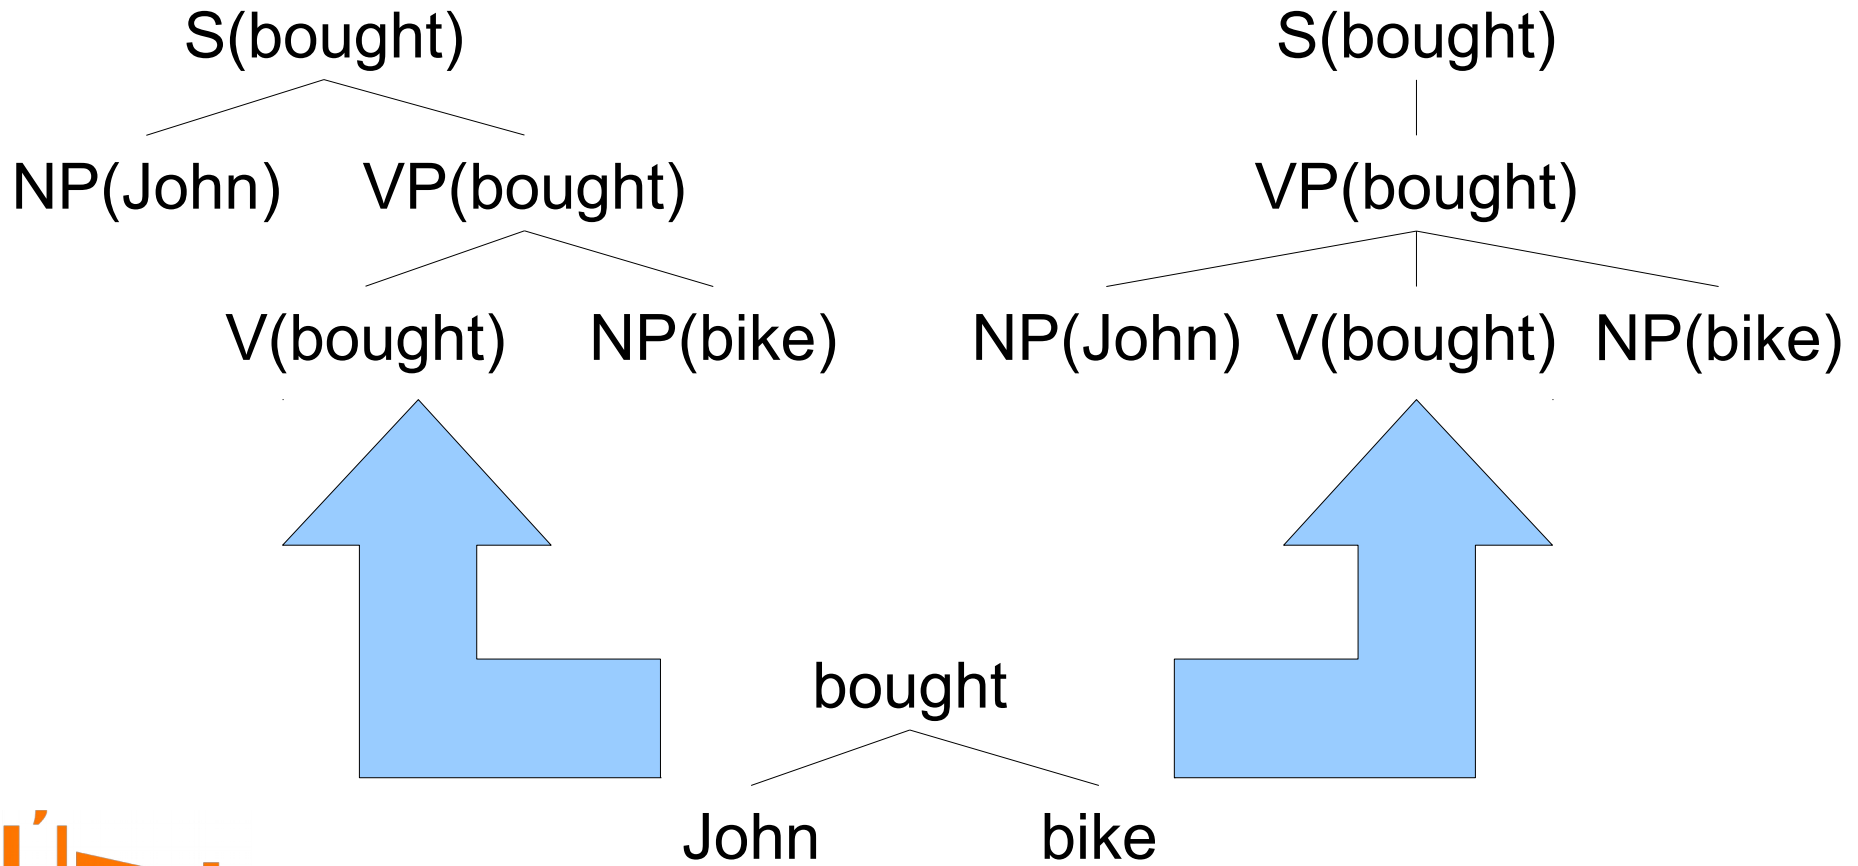 S(bought) S(bought)
NP(John) VP(bought) VP(bought)
V(bought) NP(bike) NP(John) V(bought) NP(bike)
bought
John bike